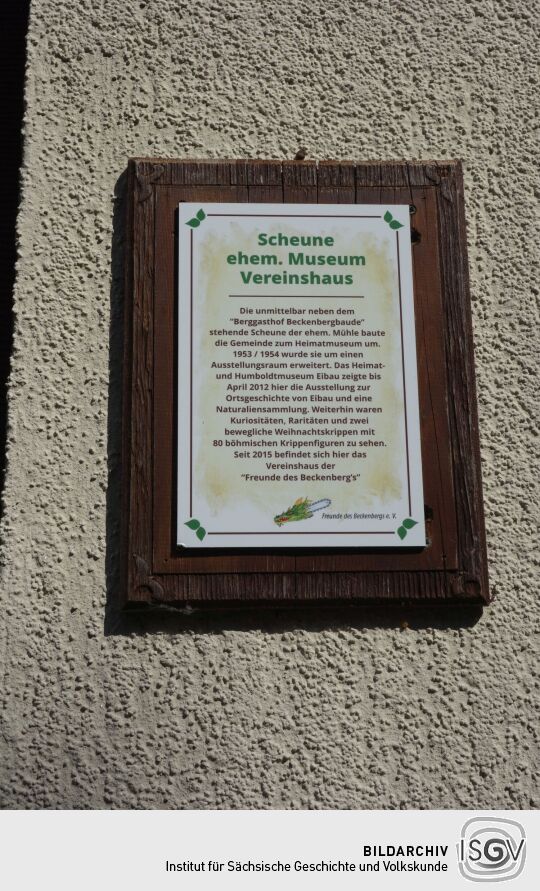 Scheune
ehem. Museum
Vereinshaus
Die unmittelbar neben dem
"Berggasthof Beckenbergbaude"
stehende Scheune der ehem. Mühle baute
die Gemeinde zum Heimatmuseum um.
1953 / 1954 wurde sie um einen
Ausstellungsraum erweitert. Das Heimat-
und Humboldtmuseum Eibau zeigte bis
April 2012 hier die Ausstellung zur
Ortsgeschichte von Eibau und eine
Naturaliensammlung. Weiterhin waren
Kuriositäten, Raritäten und zwei
bewegliche Weihnachtskrippen mit
80 böhmischen Krippenfiguren zu sehen.
Seit 2015 befindet sich hier das
Vereinshaus der
"Freunde des Beckenberg's"
Freunde des Beckenbergs e. V.
BILDARCHIV
Institut für Sächsische Geschichte und Volkskunde
ISGV